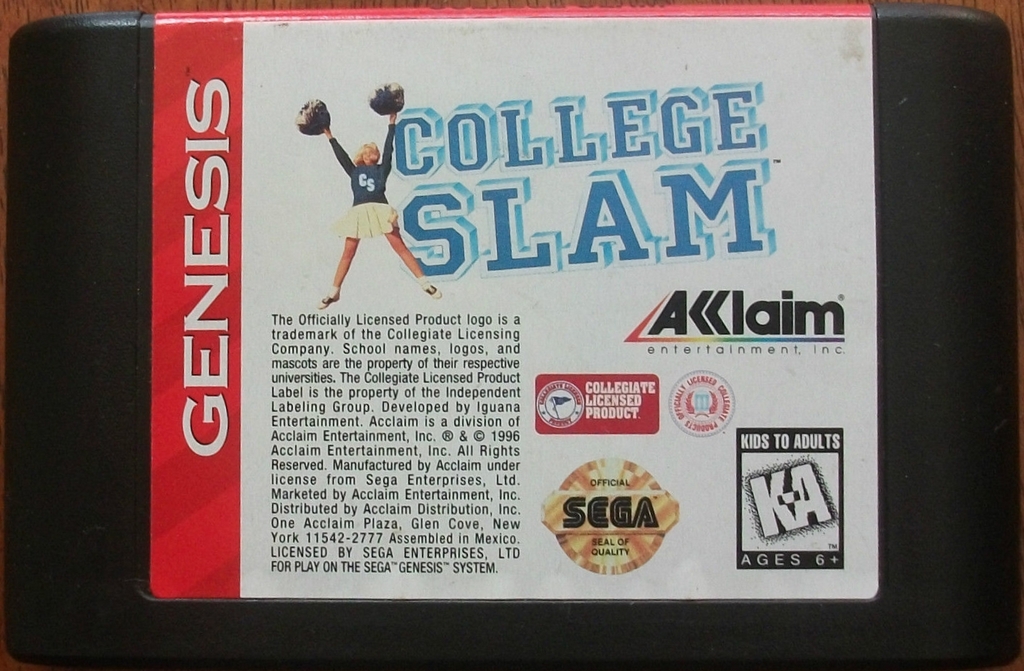 GENESIS
COLLEGE
SLAM™
CS
The Officially Licensed Product logo is a
trademark of the Collegiate Licensing
Company. School names, logos, and
mascots are the property of their respective
universities. The Collegiate Licensed Product
Label is the property of the Independent
Labeling Group. Developed by Iguana
Entertainment. Acclaim is a division of
Acclaim Entertainment, Inc. ® & © 1996
Acclaim Entertainment, Inc. All Rights
Reserved. Manufactured by Acclaim under
license from Sega Enterprises, Ltd.
Marketed by Acclaim Entertainment, Inc.
Distributed by Acclaim Distribution, Inc.
One Acclaim Plaza, Glen Cove, New
York 11542-2777 Assembled in Mexico.
LICENSED BY SEGA ENTERPRISES, LTD
FOR PLAY ON THE SEGA™ GENESIS™ SYSTEM.
AKKlaim®
entertainment, inc.
COLLEGIATE
LICENSED
PRODUCT.
OFFICIALLY LICENSED COLLEGIATE PRODUCTS
OFFICIAL
SEGA
SEAL OF
QUALITY
KIDS TO ADULTS
K-A
™
AGES 6+